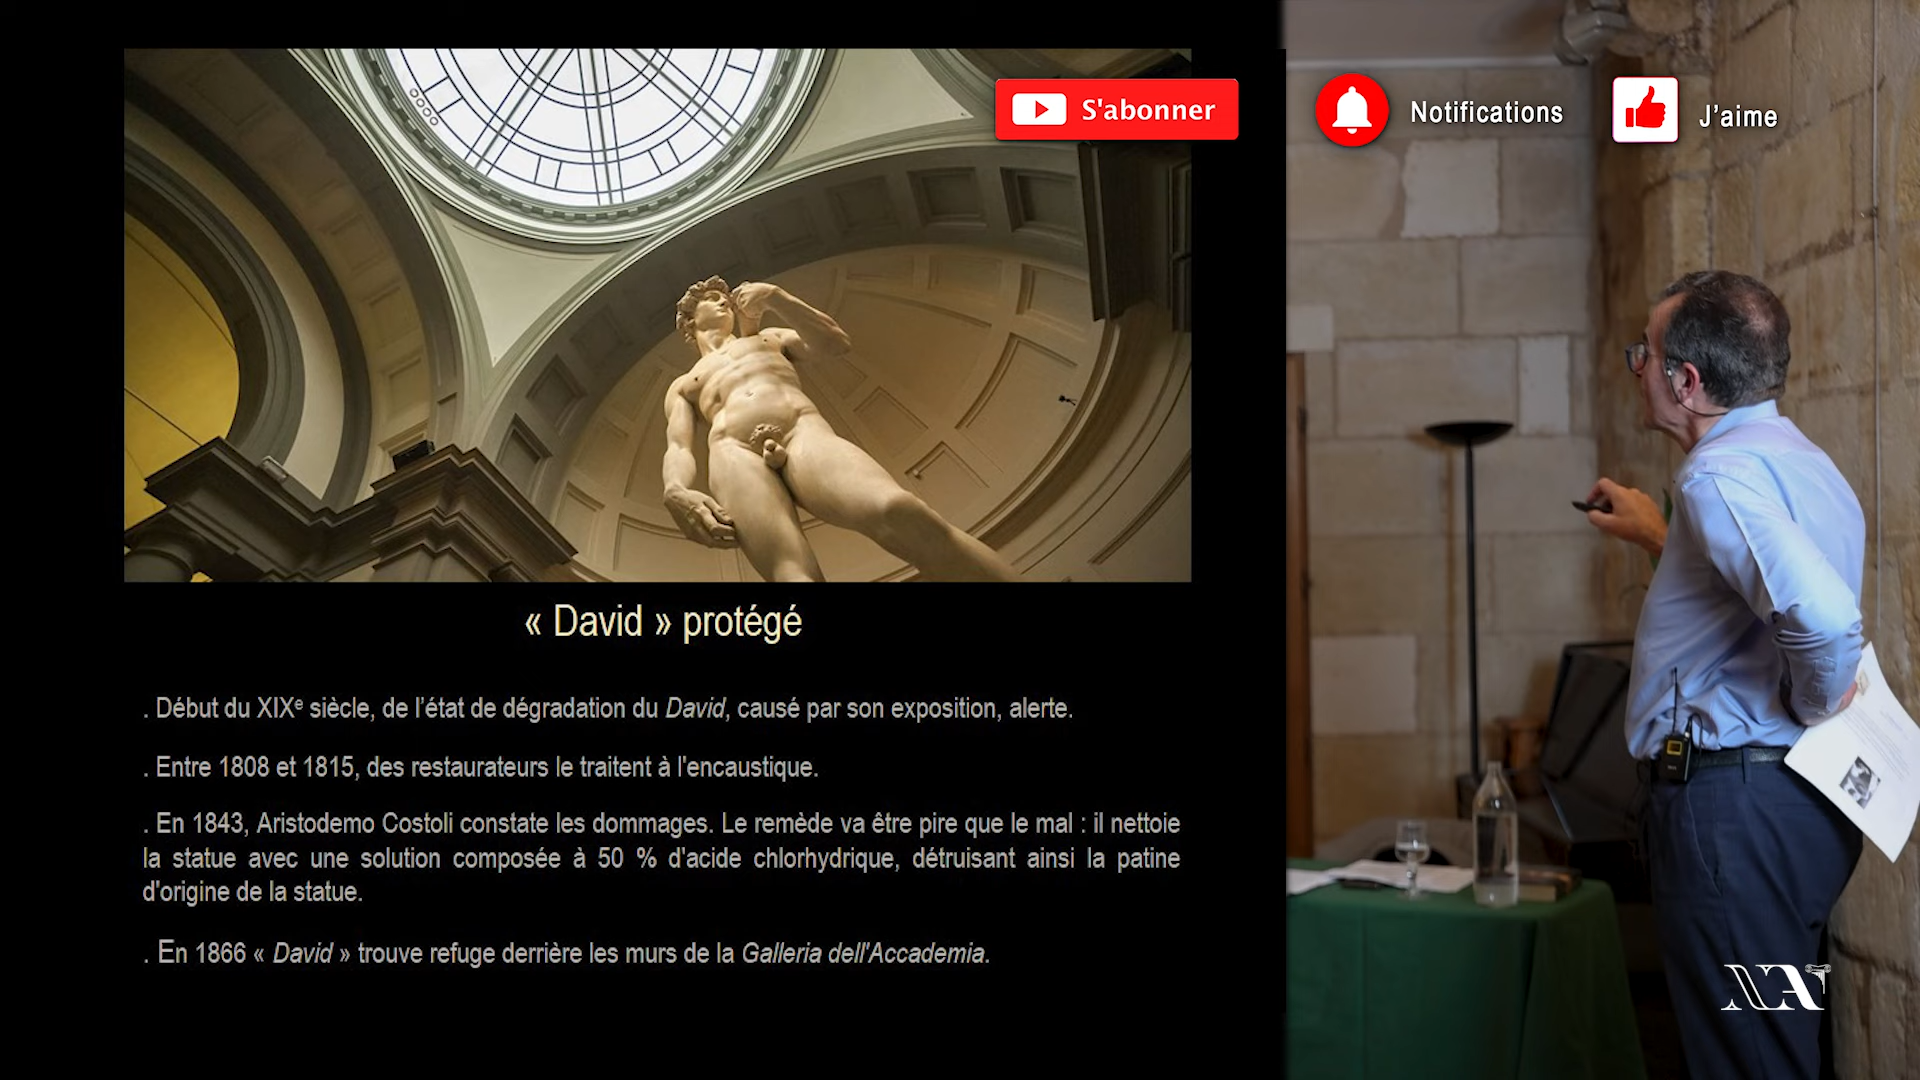 S'abonner
Notifications
J'aime
« David » protégé
. Début du XIXe siècle, de l'état de dégradation du David, causé par son exposition, alerte.
. Entre 1808 et 1815, des restaurateurs le traitent à l'encaustique.
. En 1843, Aristodemo Costoli constate les dommages. Le remède va être pire que le mal : il nettoie
la statue avec une solution composée à 50 % d'acide chlorhydrique, détruisant ainsi la patine
d'origine de la statue.
. En 1866 « David » trouve refuge derrière les murs de la Galleria dell'Accademia.